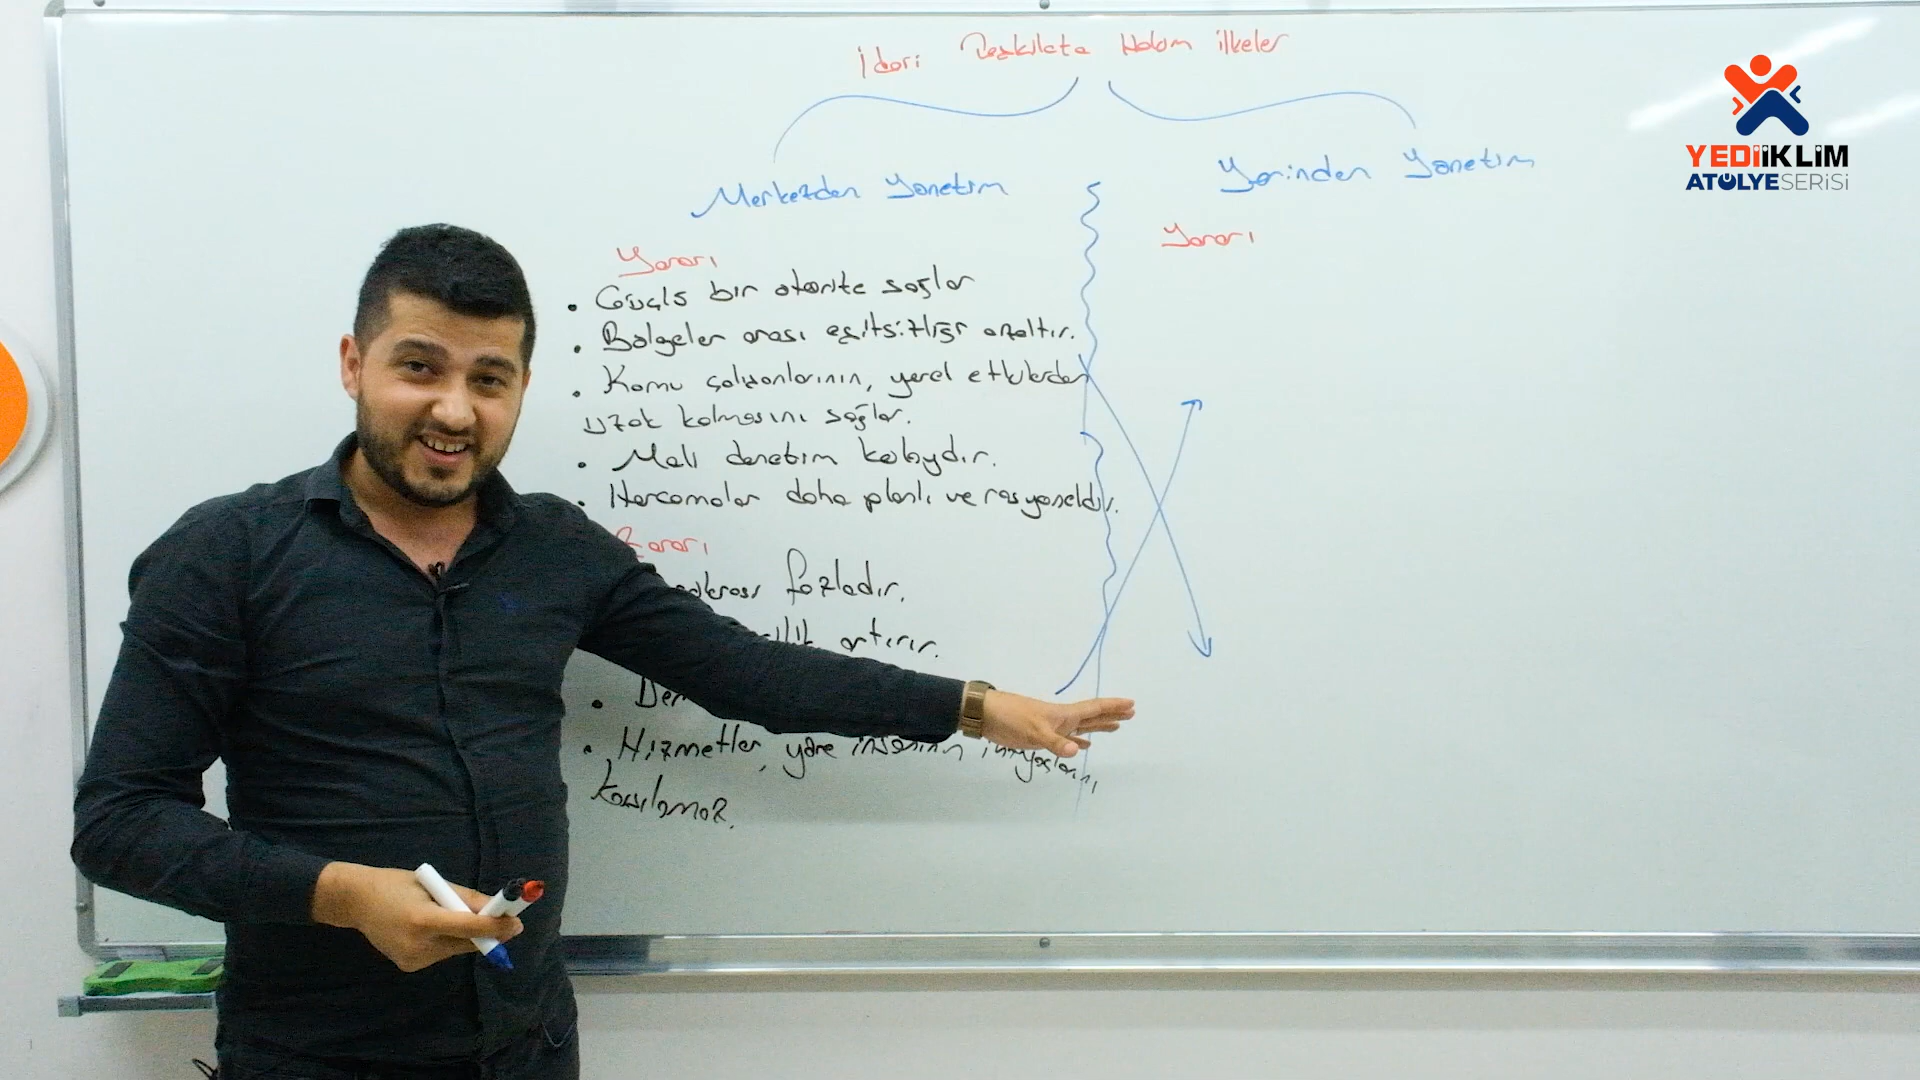 İdari Teşkilata Hakim İlkeler
Merkezden Yönetim
Yerinden Yönetim
YEDİİKLİM
ATÖLYE SERİSİ
Yararı
Yararı
• Güçlü bir otorite sağlar
• Bölgeler arası eşitsizliği azaltır.
• Kamu çalışanlarının, yerel etkilerden
uzak kalmasını sağlar.
• Mali denetim kolaydır.
• Harcamalar daha planlı ve rasyoneldir.
Zararı
fazladır.
artırır.
•
• Hizmetler, yöre insanının ihtiyaçlarını
karşılamaz.